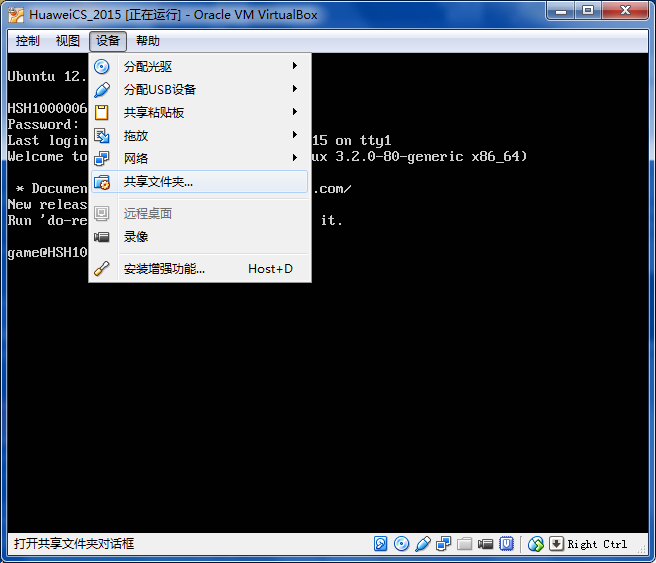 HuaweiCS_2015 [正在运行] - Oracle VM VirtualBox
控制 视图 设备 帮助
Ubuntu 12.
HSH1000006
Password:
Last login 15 on tty1
Welcome to ux 3.2.0-80-generic x86_64)
* Documen .com/
New releas
Run 'do-re it.
game@HSH10
分配光驱
分配USB设备
共享粘贴板
拖放
网络
共享文件夹...
远程桌面
录像
安装增强功能... Host+D
打开共享文件夹对话框 Right Ctrl